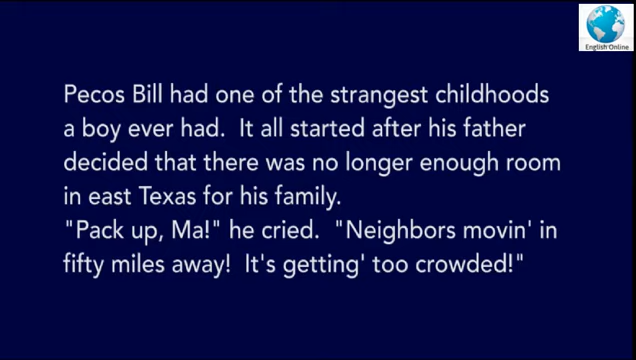 English Online
Pecos Bill had one of the strangest childhoods
a boy ever had.  It all started after his father
decided that there was no longer enough room
in east Texas for his family.
"Pack up, Ma!" he cried.  "Neighbors movin' in
fifty miles away!  It's getting' too crowded!"